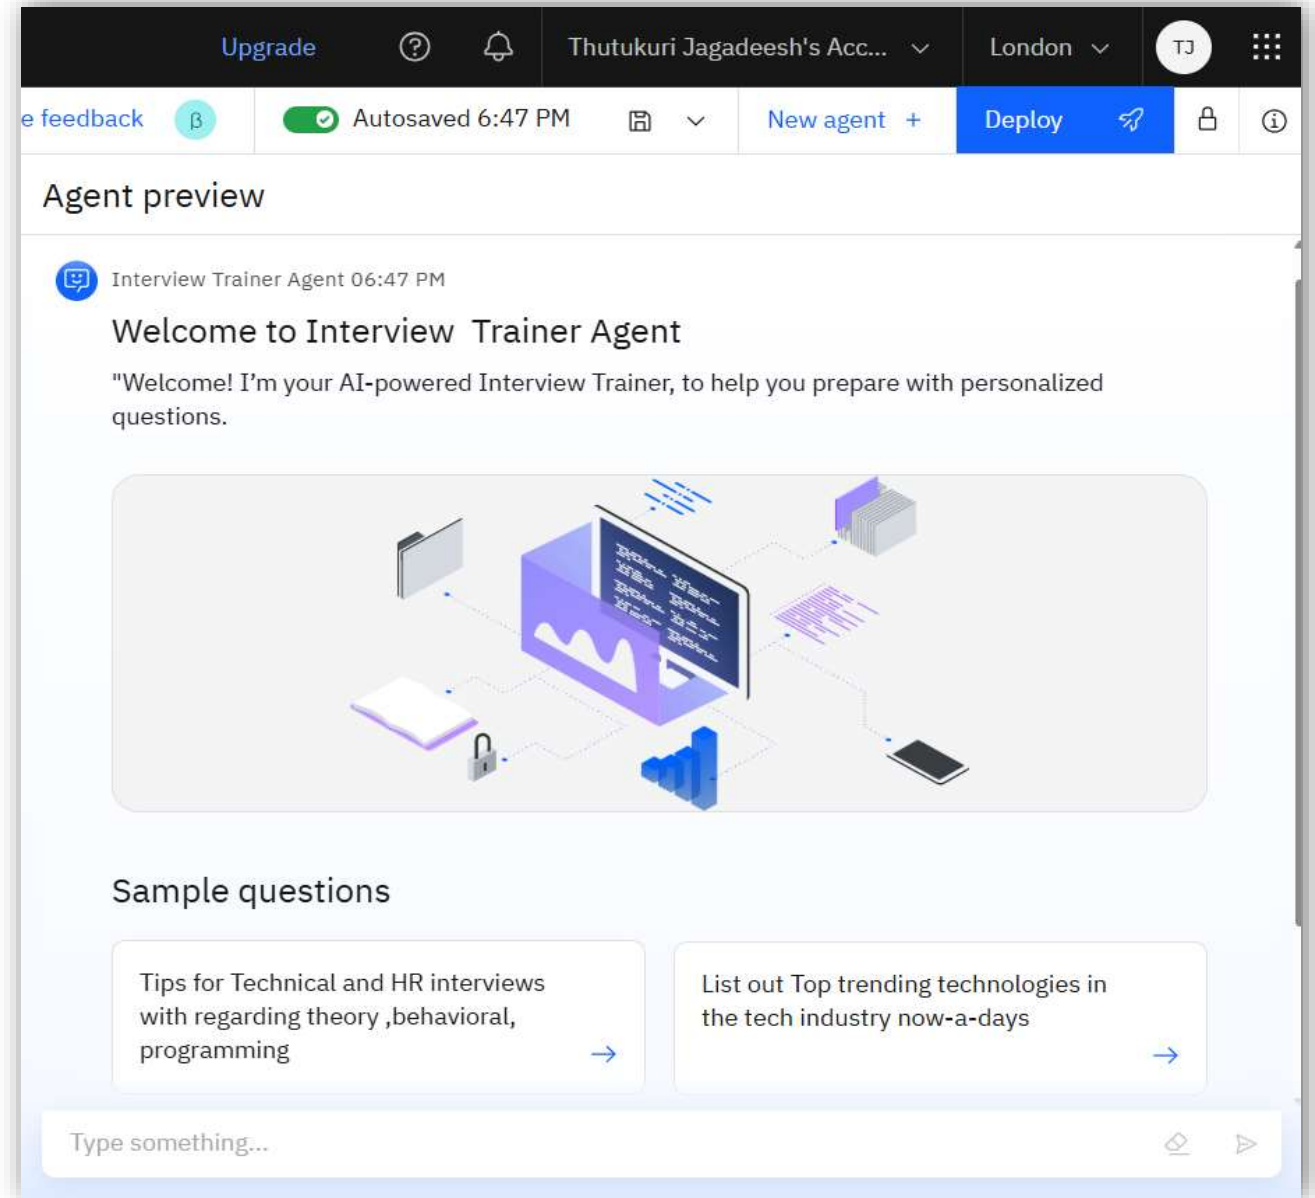 Upgrade
Thutukuri Jagadeesh's Acc...
London
TJ
e feedback
β
Autosaved 6:47 PM
New agent +
Deploy
Agent preview
Interview Trainer Agent 06:47 PM
Welcome to Interview  Trainer Agent
"Welcome! I’m your AI-powered Interview Trainer, to help you prepare with personalized
questions.
Sample questions
Tips for Technical and HR interviews
with regarding theory ,behavioral,
programming
List out Top trending technologies in
the tech industry now-a-days
Type something...